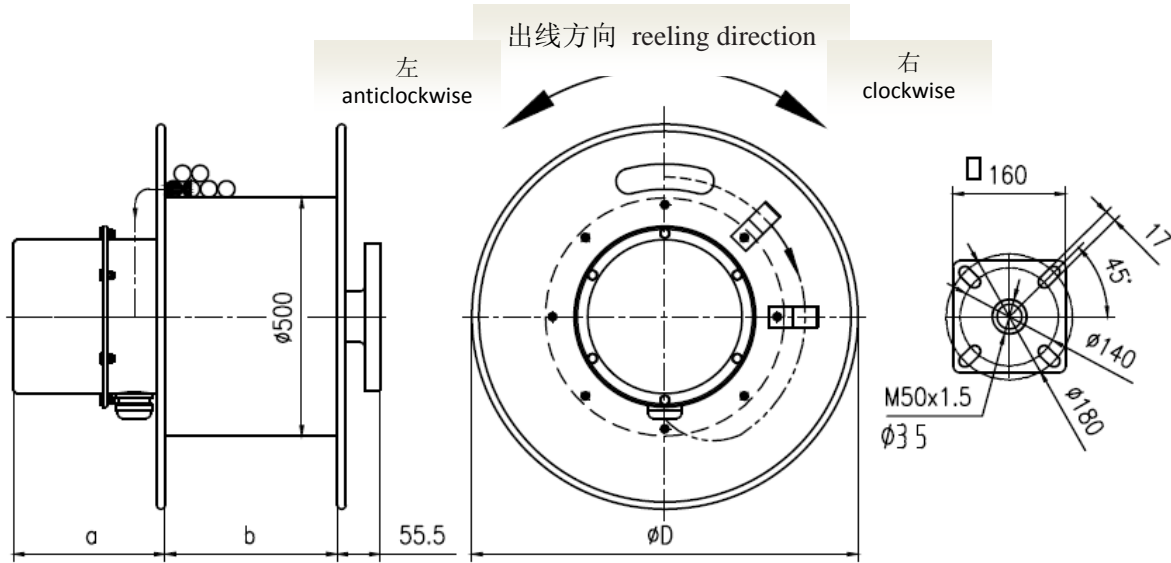 出线方向 reeling direction
左
anticlockwise
右
clockwise
160
17
45°
ø500
ø140
M50x1.5
ø180
Ø35
a
b
55.5
øD